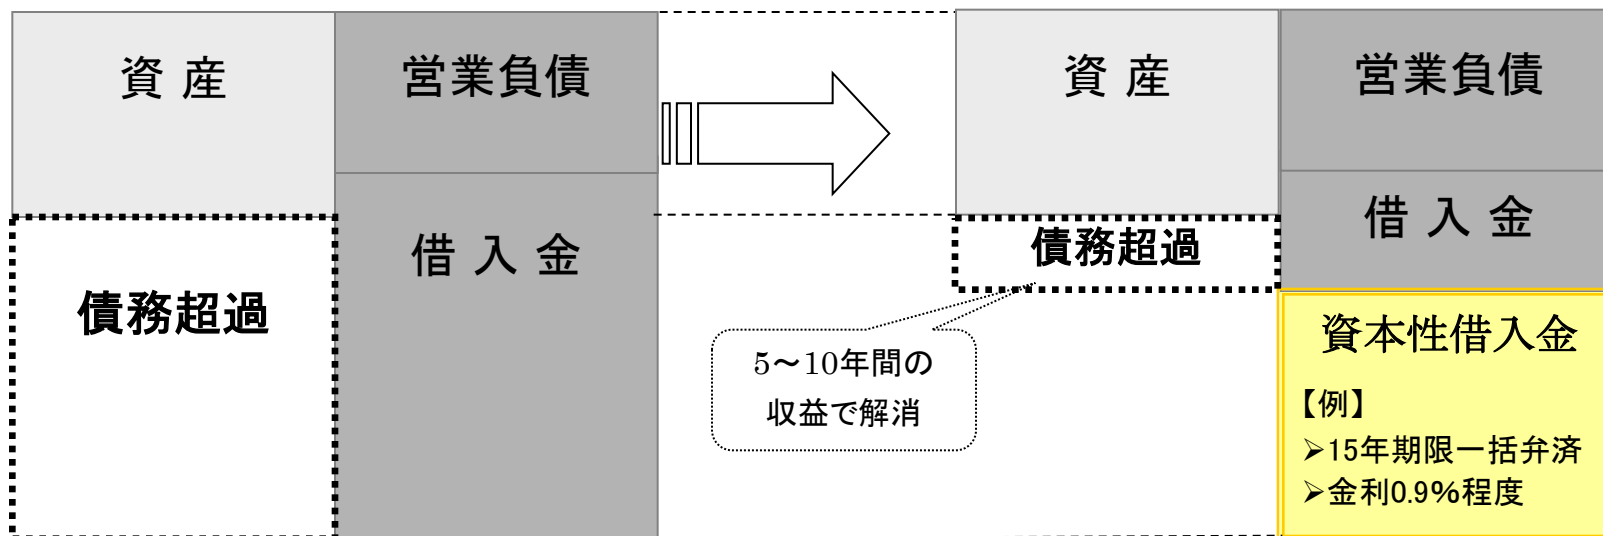 資 産
営業負債
借 入 金
債務超過
資 産
営業負債
借 入 金
債務超過
5～10年間の
収益で解消
資本性借入金
【例】
➢15年期限一括弁済
➢金利0.9%程度